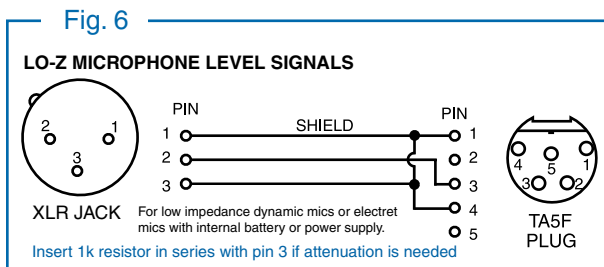 Fig. 6
LO-Z MICROPHONE LEVEL SIGNALS
PIN
SHIELD
PIN
2
1
3
XLR JACK
1
2
3
1
2
3
4
5
4
5
1
3
2
TA5F
PLUG
For low impedance dynamic mics or electret
mics with internal battery or power supply.
Insert 1k resistor in series with pin 3 if attenuation is needed